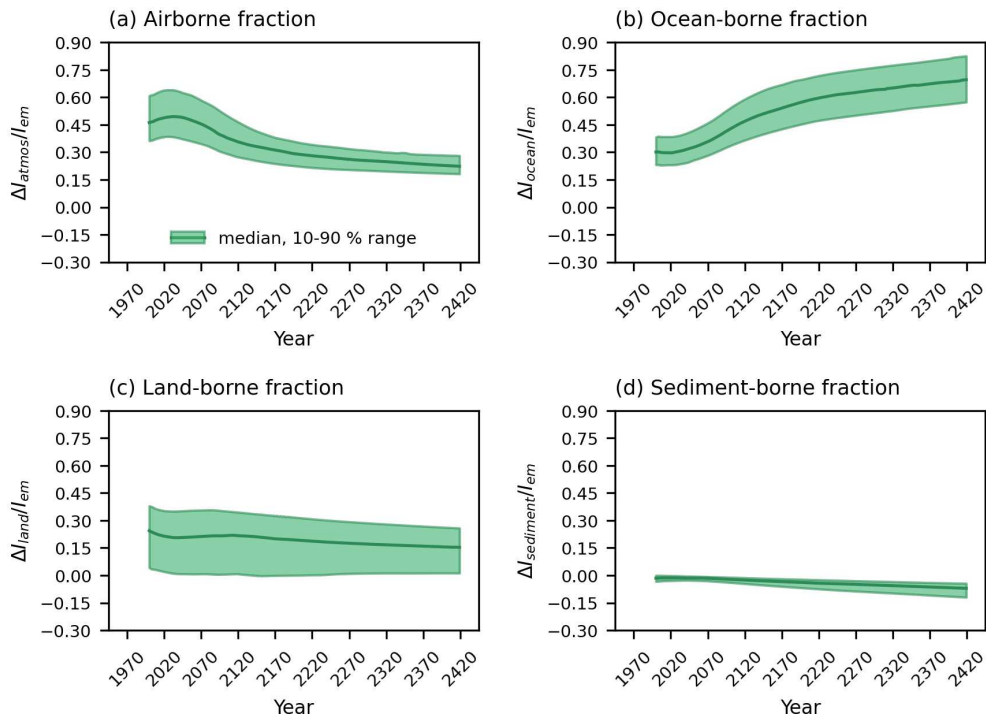 (a) Airborne fraction
0.90
0.75
0.60
0.45
0.30
0.15
0.00
−0.15
−0.30
ΔI_atmos/I_em
median, 10-90 % range
1970 2020 2070 2120 2170 2220 2270 2320 2370 2420
Year
(b) Ocean-borne fraction
0.90
0.75
0.60
0.45
0.30
0.15
0.00
−0.15
−0.30
ΔI_ocean/I_em
1970 2020 2070 2120 2170 2220 2270 2320 2370 2420
Year
(c) Land-borne fraction
0.90
0.75
0.60
0.45
0.30
0.15
0.00
−0.15
−0.30
ΔI_land/I_em
1970 2020 2070 2120 2170 2220 2270 2320 2370 2420
Year
(d) Sediment-borne fraction
0.90
0.75
0.60
0.45
0.30
0.15
0.00
−0.15
−0.30
ΔI_sediment/I_em
1970 2020 2070 2120 2170 2220 2270 2320 2370 2420
Year